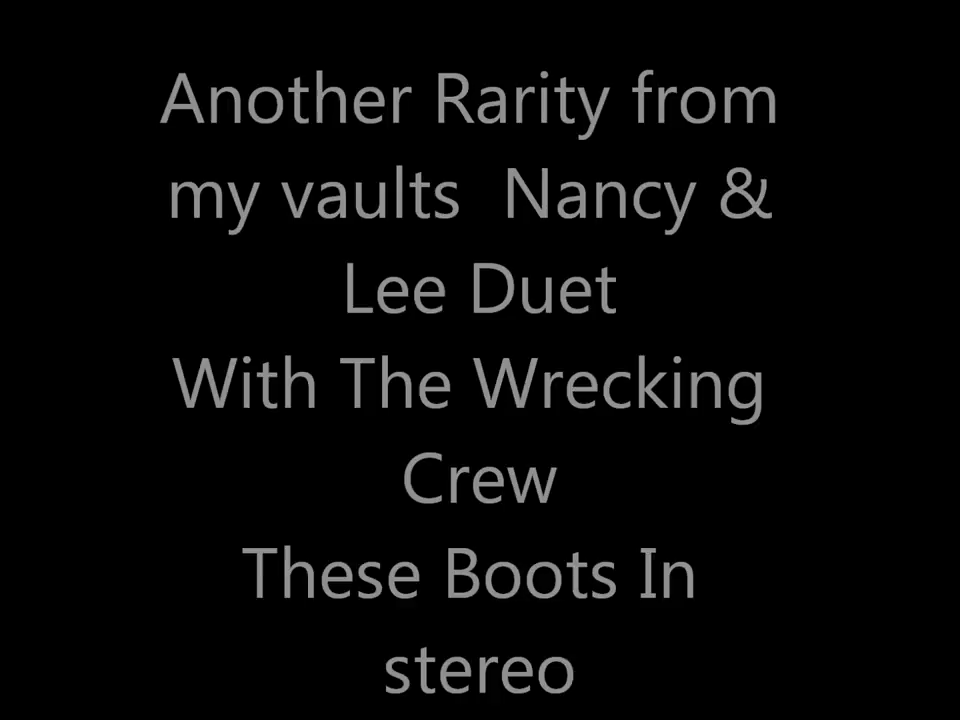 Another Rarity from
my vaults  Nancy &
Lee Duet
With The Wrecking
Crew
These Boots In
stereo